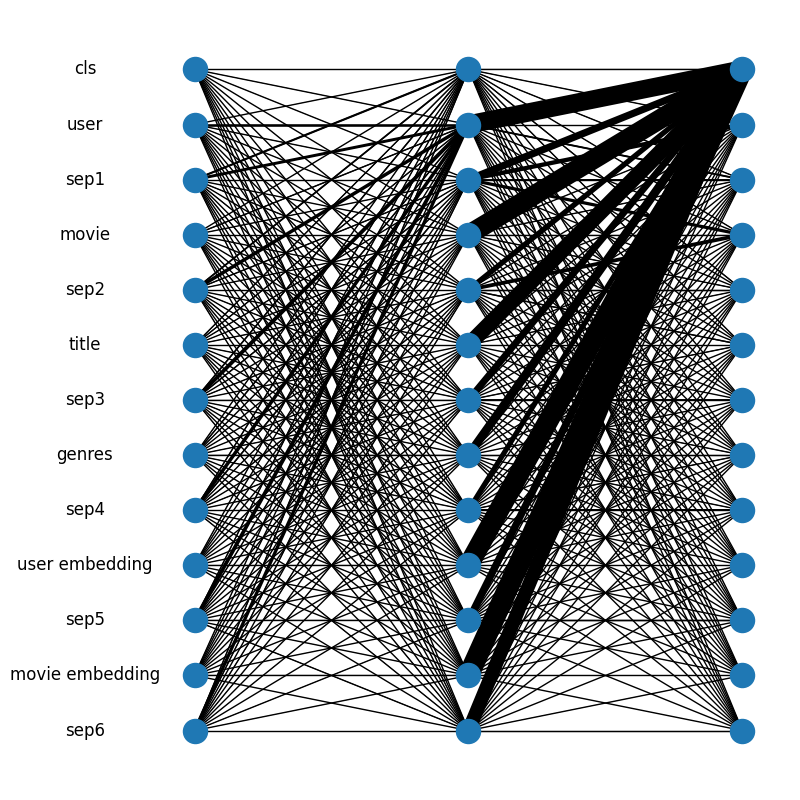 cls
user
sep1
movie
sep2
title
sep3
genres
sep4
user embedding
sep5
movie embedding
sep6